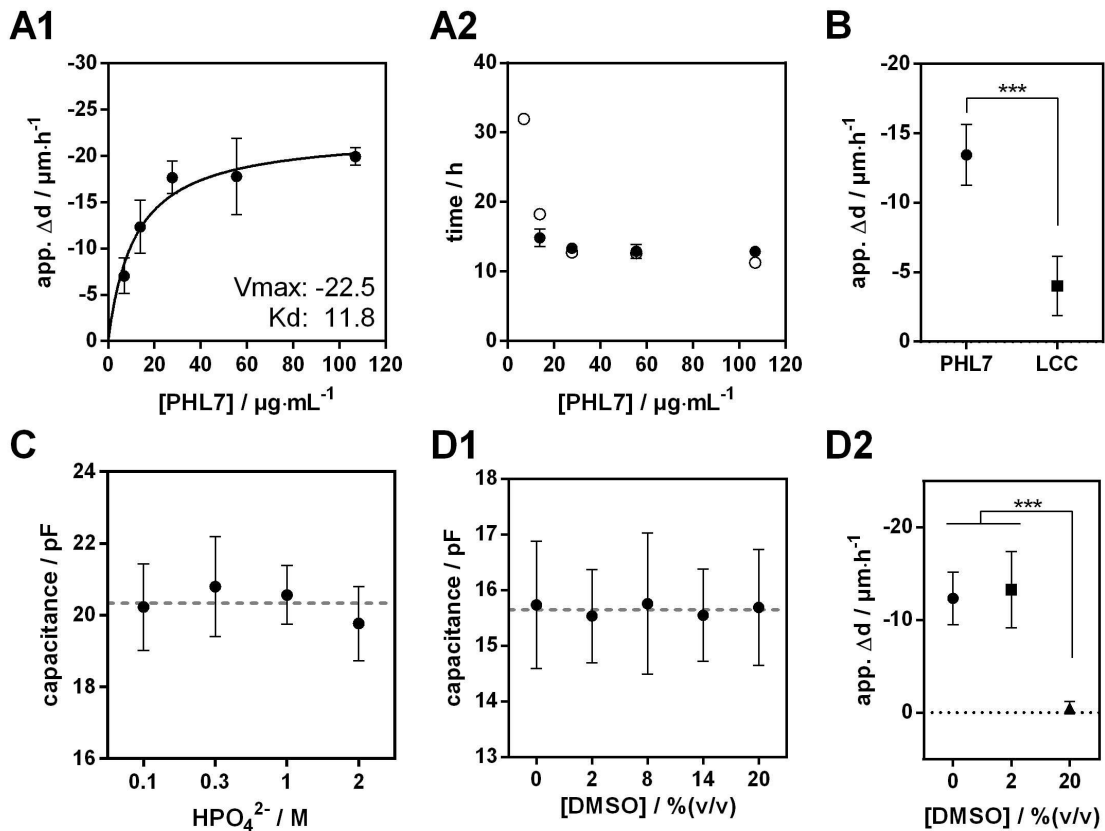 A1
-30
-25
-20
-15
-10
-5
0
app. Δd / µm·h⁻¹
Vmax: -22.5
Kd: 11.8
0 20 40 60 80 100 120
[PHL7] / µg·mL⁻¹
A2
40
30
20
10
0
time / h
0 20 40 60 80 100 120
[PHL7] / µg·mL⁻¹
B
-20
-15
-10
-5
0
app. Δd / µm·h⁻¹
***
PHL7 LCC
C
24
22
20
18
16
capacitance / pF
0.1 0.3 1 2
HPO₄²⁻ / M
D1
18
17
16
15
14
13
capacitance / pF
0 2 8 14 20
[DMSO] / %(v/v)
D2
-20
-10
0
app. Δd / µm·h⁻¹
***
0 2 20
[DMSO] / %(v/v)